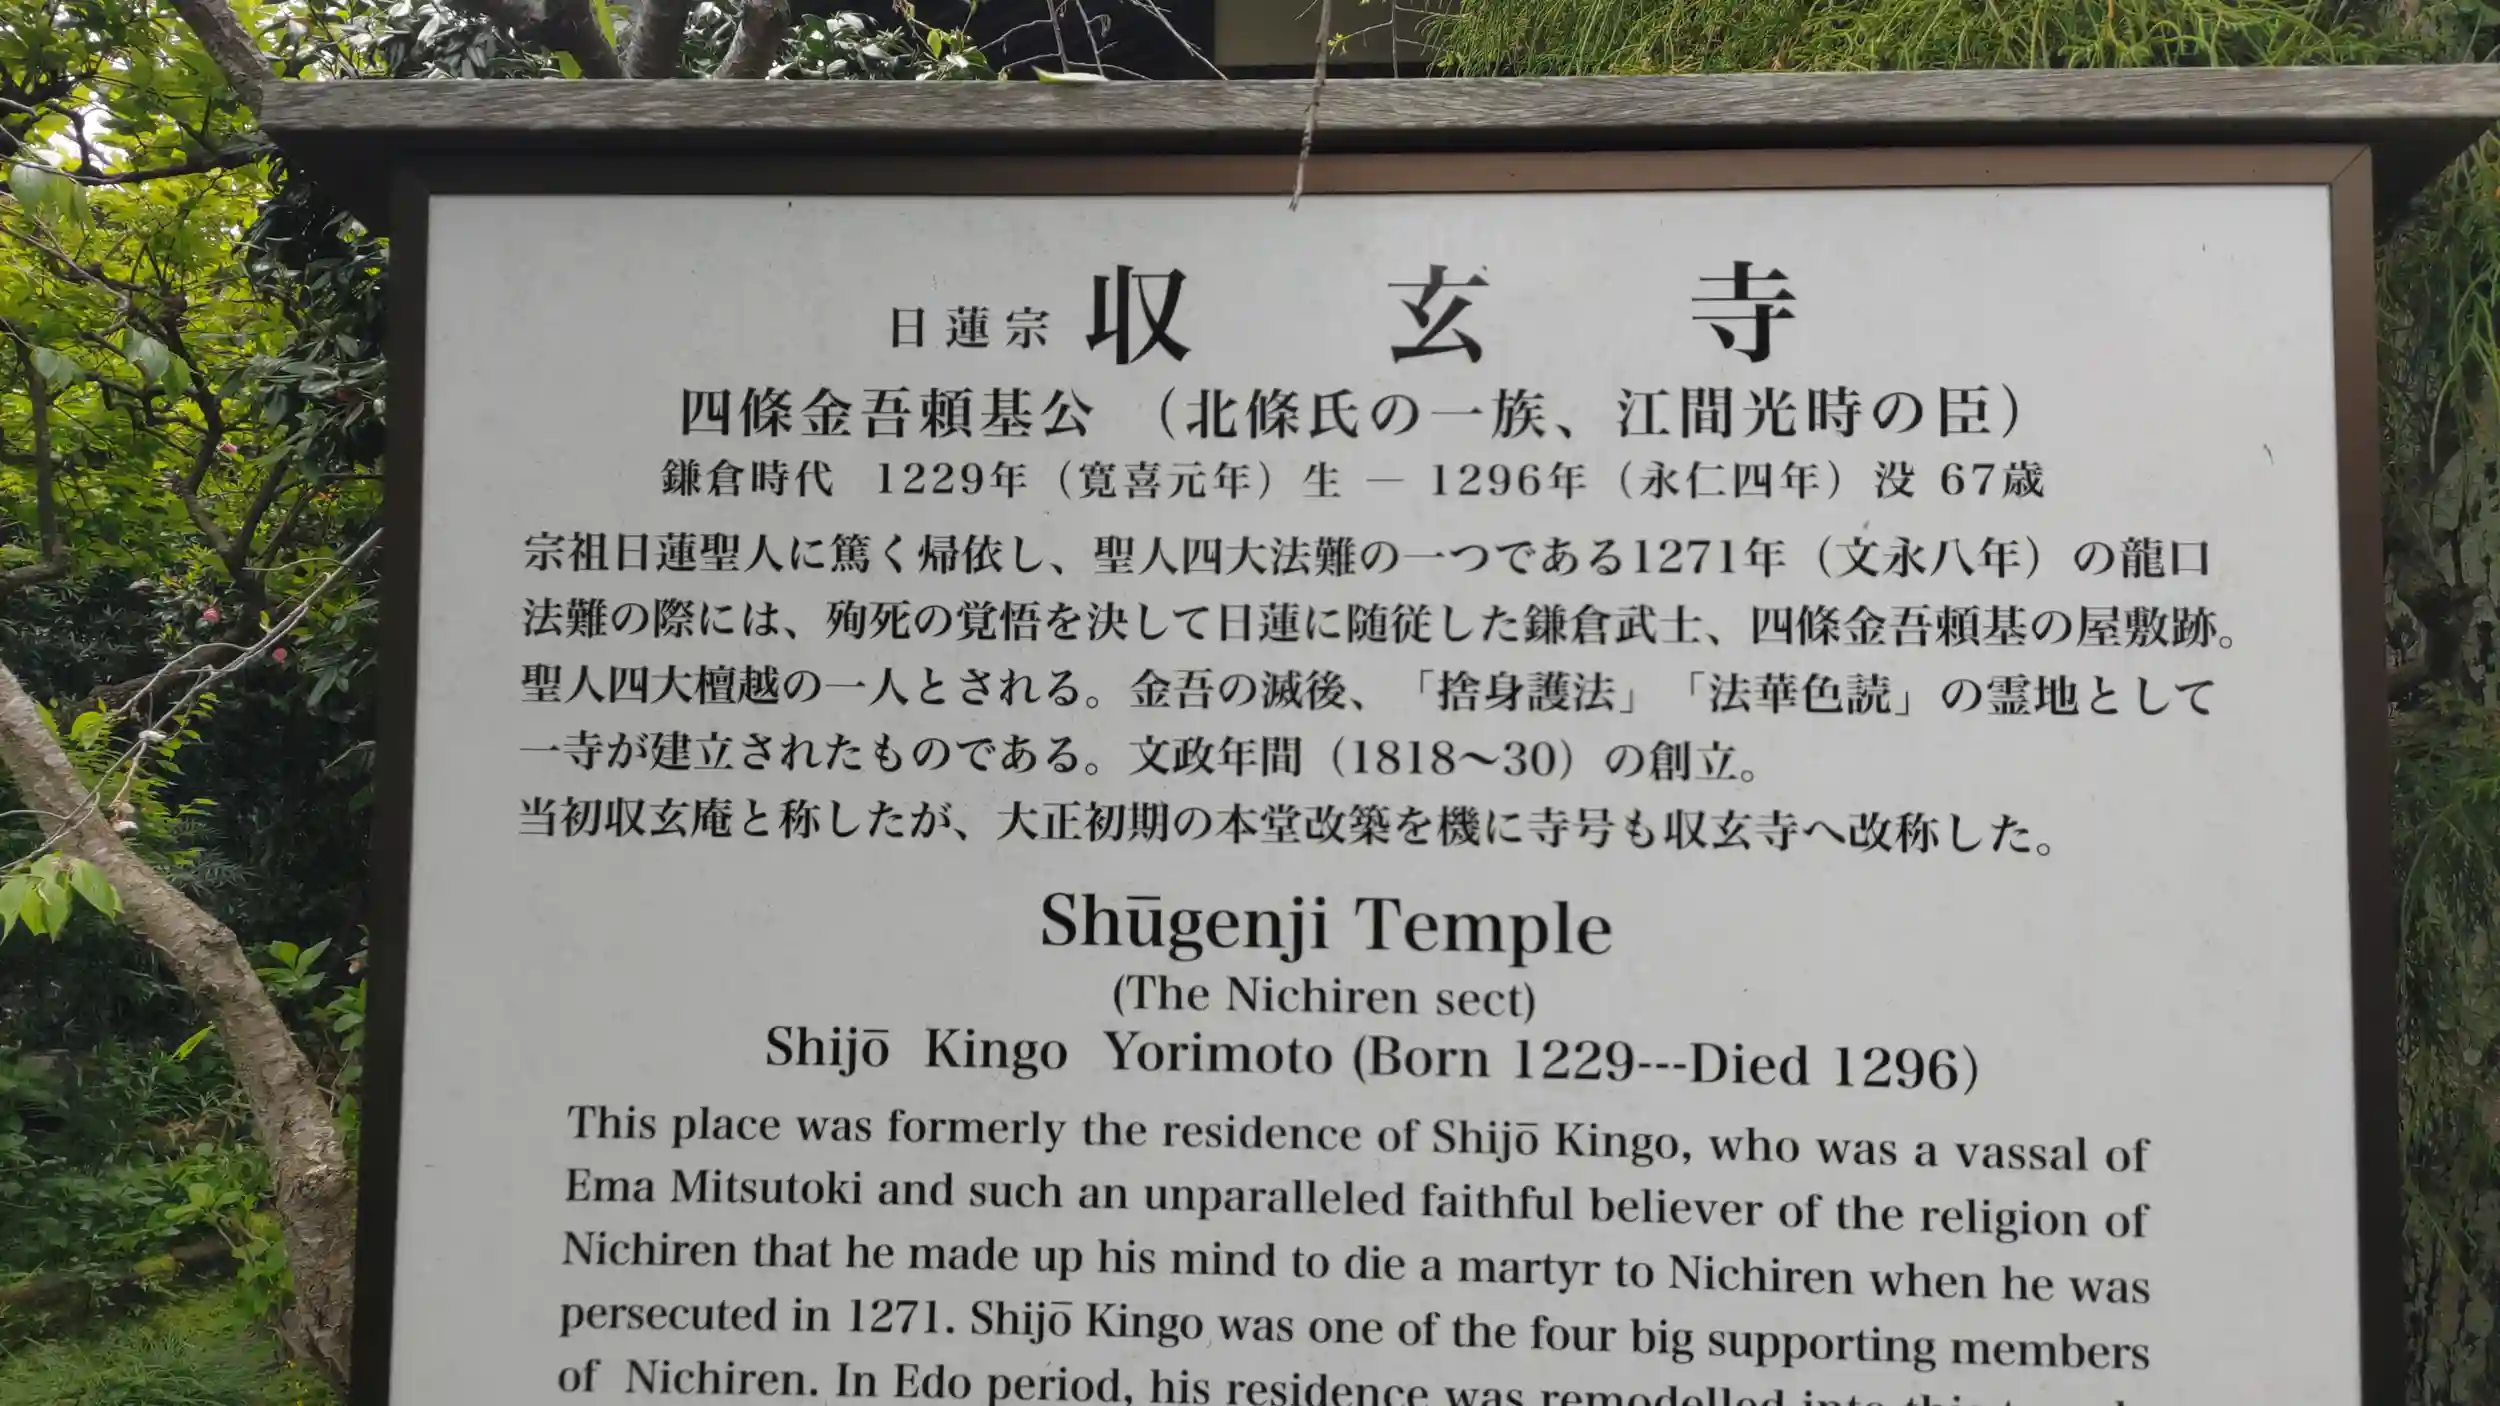 日蓮宗 収玄寺
四條金吾頼基公 （北條氏の一族、江間光時の臣）
鎌倉時代 1229年（寛喜元年）生 ― 1296年（永仁四年）没 67歳
宗祖日蓮聖人に篤く帰依し、聖人四大法難の一つである1271年（文永八年）の龍口
法難の際には、殉死の覚悟を決して日蓮に随従した鎌倉武士、四條金吾頼基の屋敷跡。
聖人四大檀越の一人とされる。金吾の滅後、「捨身護法」「法華色読」の霊地として
一寺が建立されたものである。文政年間（1818～30）の創立。
当初収玄庵と称したが、大正初期の本堂改築を機に寺号も収玄寺へ改称した。
Shūgenji Temple
(The Nichiren sect)
Shijō Kingo Yorimoto (Born 1229---Died 1296)
This place was formerly the residence of Shijō Kingo, who was a vassal of
Ema Mitsutoki and such an unparalleled faithful believer of the religion of
Nichiren that he made up his mind to die a martyr to Nichiren when he was
persecuted in 1271. Shijō Kingo was one of the four big supporting members
of Nichiren. In Edo period, his residence was remodelled into this